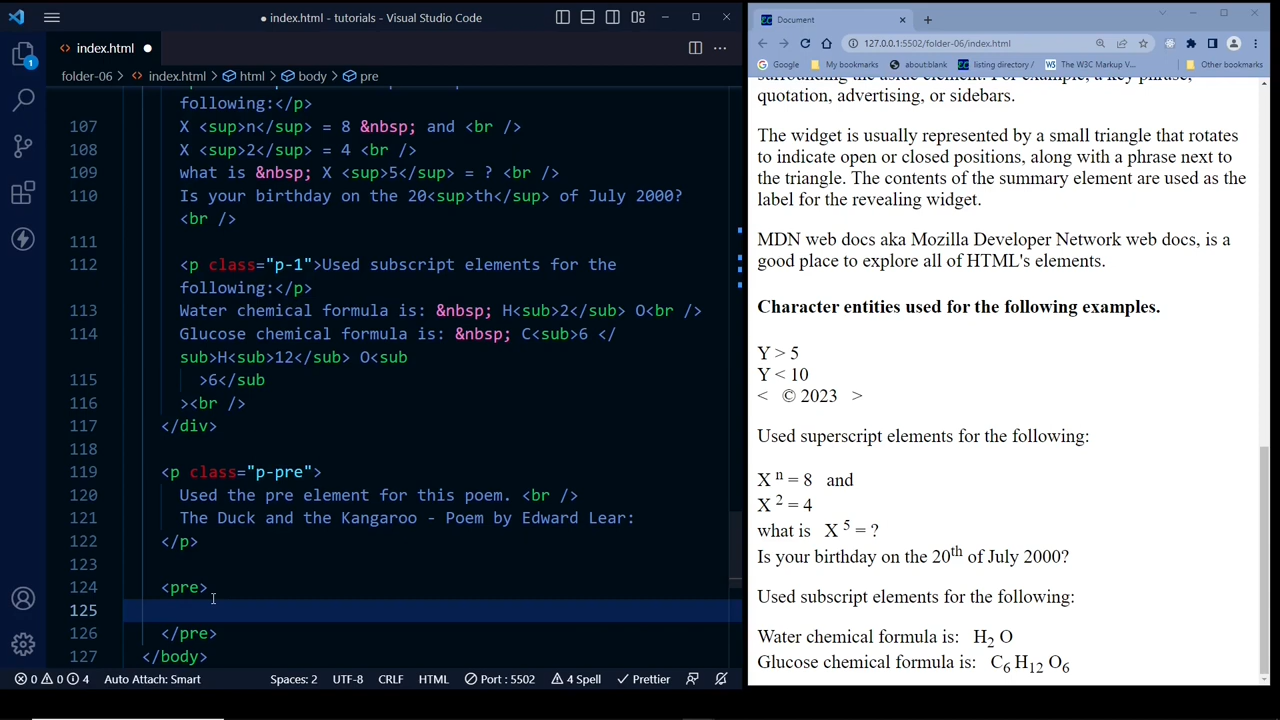 index.html - tutorials - Visual Studio Code
index.html
folder-06 > index.html > html > body > pre
following:</p>
107 X <sup>n</sup> = 8 &nbsp; and <br />
108 X <sup>2</sup> = 4 <br />
109 what is &nbsp; X <sup>5</sup> = ? <br />
110 Is your birthday on the 20<sup>th</sup> of July 2000?
<br />
111
112 <p class="p-1">Used subscript elements for the
following:</p>
113 Water chemical formula is: &nbsp; H<sub>2</sub> O<br />
114 Glucose chemical formula is: &nbsp; C<sub>6 </
sub>H<sub>12</sub> O<sub
115 >6</sub
116 ><br />
117 </div>
118
119 <p class="p-pre">
120 Used the pre element for this poem. <br />
121 The Duck and the Kangaroo - Poem by Edward Lear:
122 </p>
123
124 <pre>
125
126 </pre>
127 </body>
1
0 0 4 Auto Attach: Smart Spaces: 2 UTF-8 CRLF HTML Port : 5502 4 Spell Prettier
Document
127.0.0.1:5502/folder-06/index.html
Google My bookmarks about:blank listing directory / The W3C Markup V... Other bookmarks
surrounding the aside element. For example, a key phrase,
quotation, advertising, or sidebars.
The widget is usually represented by a small triangle that rotates
to indicate open or closed positions, along with a phrase next to
the triangle. The contents of the summary element are used as the
label for the revealing widget.
MDN web docs aka Mozilla Developer Network web docs, is a
good place to explore all of HTML's elements.
Character entities used for the following examples.
Y > 5
Y < 10
< © 2023 >
Used superscript elements for the following:
X n = 8 and
X 2 = 4
what is X 5 = ?
Is your birthday on the 20th of July 2000?
Used subscript elements for the following:
Water chemical formula is: H2 O
Glucose chemical formula is: C6 H12 O6